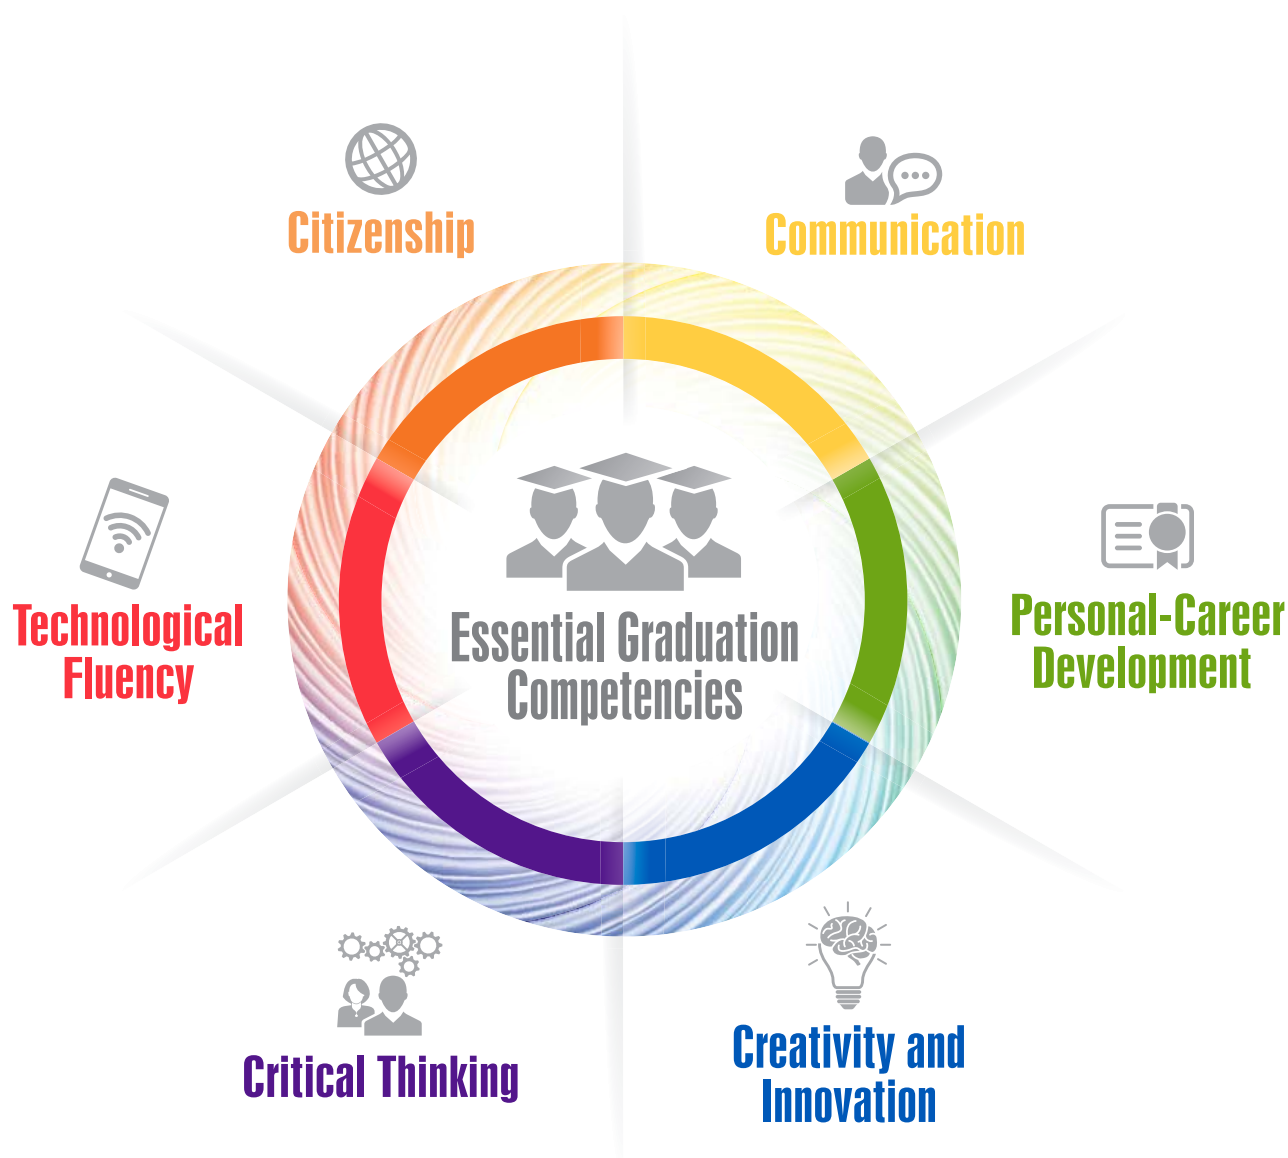 Citizenship
Communication
Technological
Fluency
Essential Graduation
Competencies
Personal-Career
Development
Critical Thinking
Creativity and
Innovation